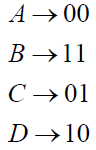 A → 00
B → 11
C → 01
D → 10